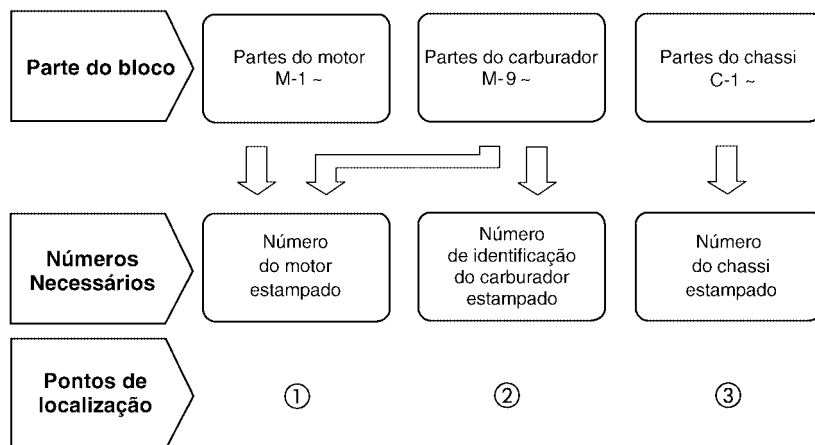 Parte do bloco
Partes do motor
M-1 ~
Partes do carburador
M-9 ~
Partes do chassi
C-1 ~
Números
Necessários
Número
do motor
estampado
Número
de identificação
do carburador
estampado
Número
do chassi
estampado
Pontos de
localização
①
②
③